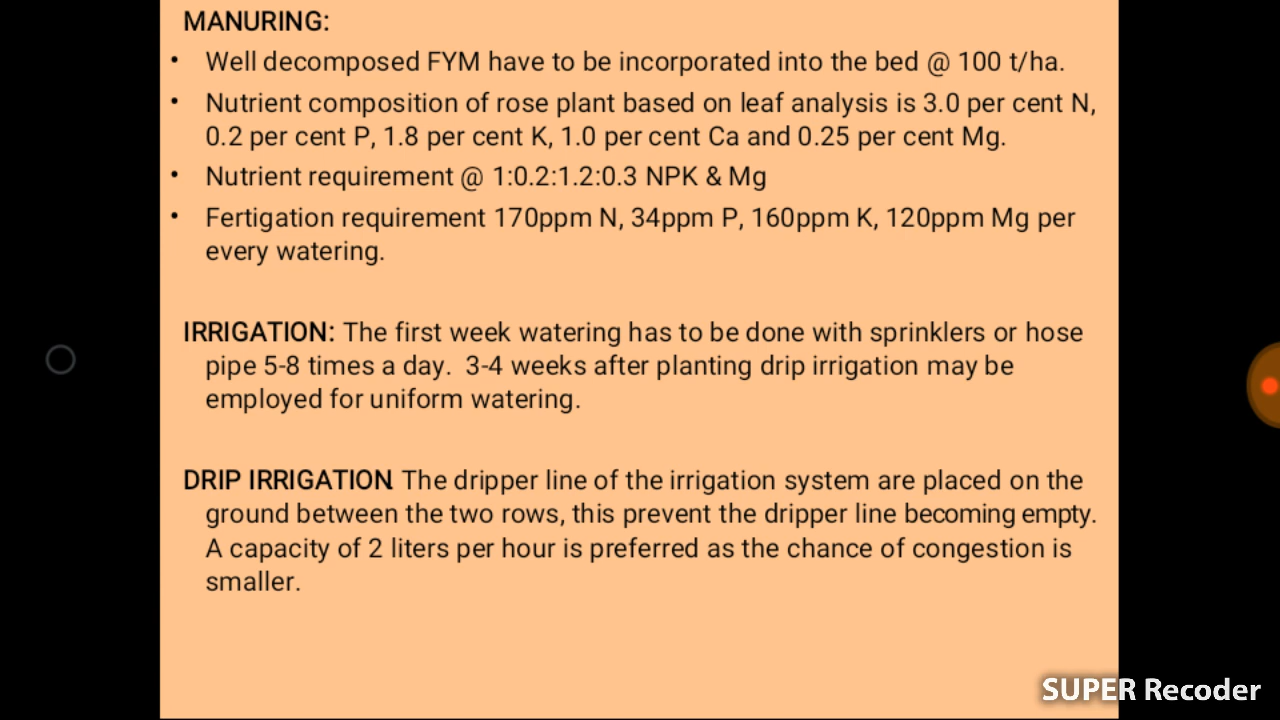 MANURING:
• Well decomposed FYM have to be incorporated into the bed @ 100 t/ha.
• Nutrient composition of rose plant based on leaf analysis is 3.0 per cent N,
0.2 per cent P, 1.8 per cent K, 1.0 per cent Ca and 0.25 per cent Mg.
• Nutrient requirement @ 1:0.2:1.2:0.3 NPK & Mg
• Fertigation requirement 170ppm N, 34ppm P, 160ppm K, 120ppm Mg per
every watering.
IRRIGATION: The first week watering has to be done with sprinklers or hose
pipe 5-8 times a day. 3-4 weeks after planting drip irrigation may be
employed for uniform watering.
DRIP IRRIGATION The dripper line of the irrigation system are placed on the
ground between the two rows, this prevent the dripper line becoming empty.
A capacity of 2 liters per hour is preferred as the chance of congestion is
smaller.
SUPER Recoder